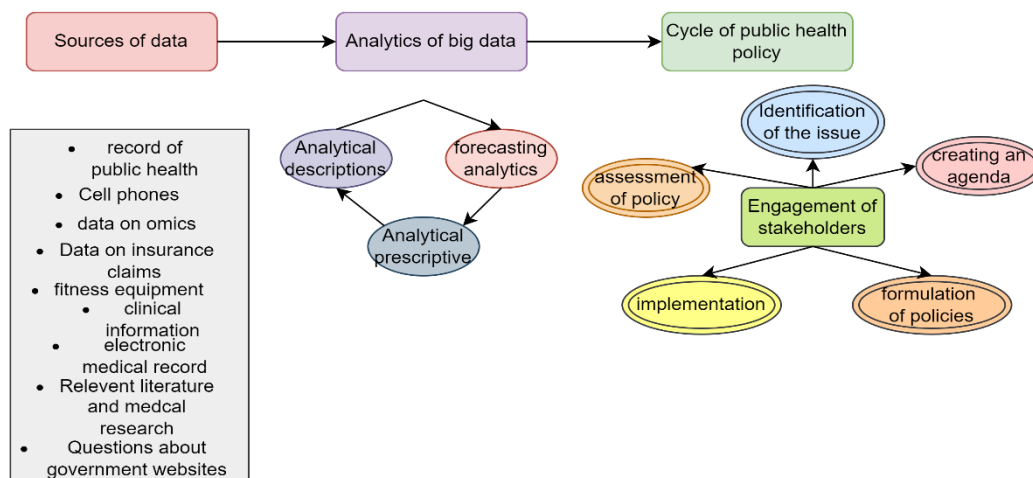 Sources of data
Analytics of big data
Cycle of public health
policy
• record of
public health
• Cell phones
• data on omics
• Data on insurance
claims
• fitness equipment
• clinical
information
• electronic
medical record
• Relevent literature
and medcal
research
• Questions about
government websites
Analytical
descriptions
forecasting
analytics
Analytical
prescriptive
Identification
of the issue
creating an
agenda
assessment
of policy
Engagement of
stakeholders
implementation
formulation
of policies